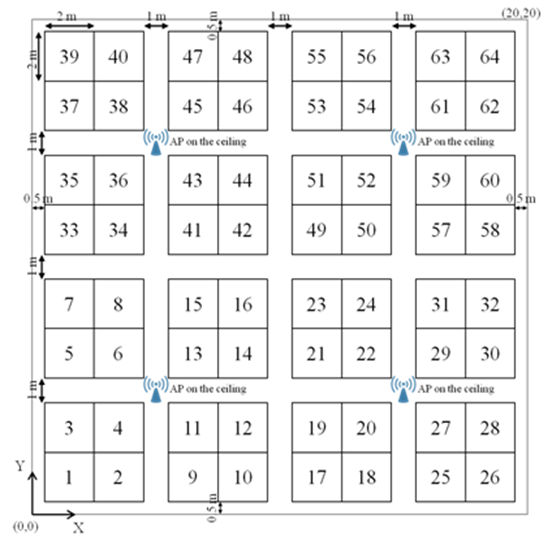 (20,20)
2 m 1 m 0.5 m 1 m 1 m
39 40 47 48 55 56 63 64
2 m
37 38 45 46 53 54 61 62
1 m AP on the ceiling AP on the ceiling
35 36 43 44 51 52 59 60
0.5 m 0.5 m
33 34 41 42 49 50 57 58
1 m
7 8 15 16 23 24 31 32
5 6 13 14 21 22 29 30
1 m AP on the ceiling AP on the ceiling
3 4 11 12 19 20 27 28
Y
1 2 9 10 17 18 25 26
0.5 m
(0,0) X